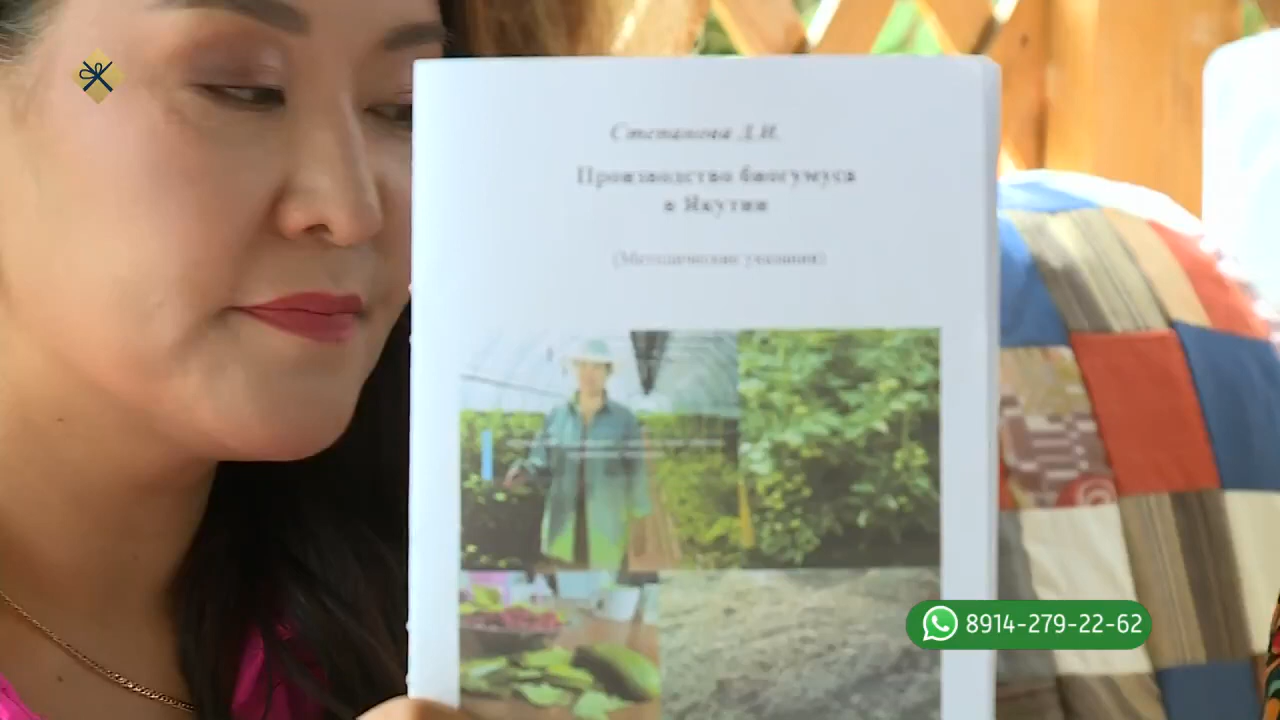 Степанова Д.И.
Производство биогумуса
в Якутии
(Методические указания)
8914-279-22-62